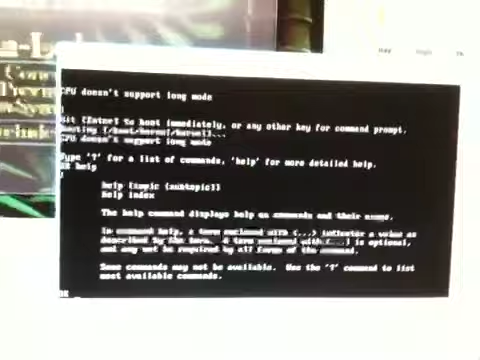 CPU doesn't support long mode
Hit [Enter] to boot immediately, or any other key for command prompt.
Booting [/boot/kernel/kernel]...
CPU doesn't support long mode
Type '?' for a list of commands, 'help' for more detailed help.
OK help
help [topic [subtopic]]
help index
The help command displays help on commands and their usage.
In command help, a term enclosed with <...> indicates a value as
described by the term. A term enclosed with [...] is optional,
and may not be required by all forms of the command.
Some commands may not be available. Use the '?' command to list
most available commands.
OK